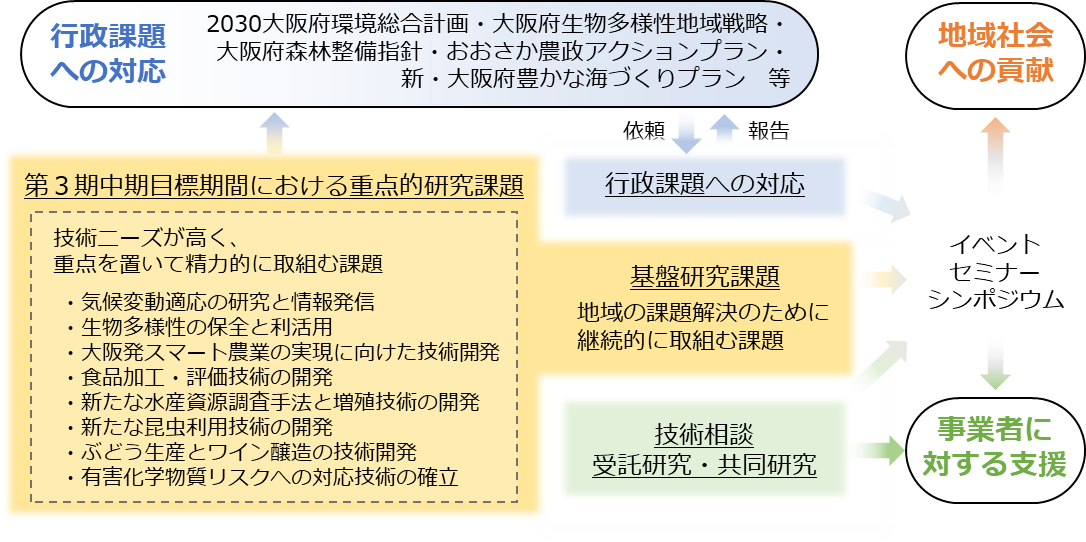 行政課題
への対応
2030大阪府環境総合計画・大阪府生物多様性地域戦略・
大阪府森林整備指針・おおさか農政アクションプラン・
新・大阪府豊かな海づくりプラン　等
地域社会
への貢献
依頼
報告
第３期中期目標期間における重点的研究課題
技術ニーズが高く、
重点を置いて精力的に取組む課題
・気候変動適応の研究と情報発信
・生物多様性の保全と利活用
・大阪発スマート農業の実現に向けた技術開発
・食品加工・評価技術の開発
・新たな水産資源調査手法と増殖技術の開発
・新たな昆虫利用技術の開発
・ぶどう生産とワイン醸造の技術開発
・有害化学物質リスクへの対応技術の確立
行政課題への対応
基盤研究課題
地域の課題解決のために
継続的に取組む課題
技術相談
受託研究・共同研究
イベント
セミナー
シンポジウム
事業者に
対する支援